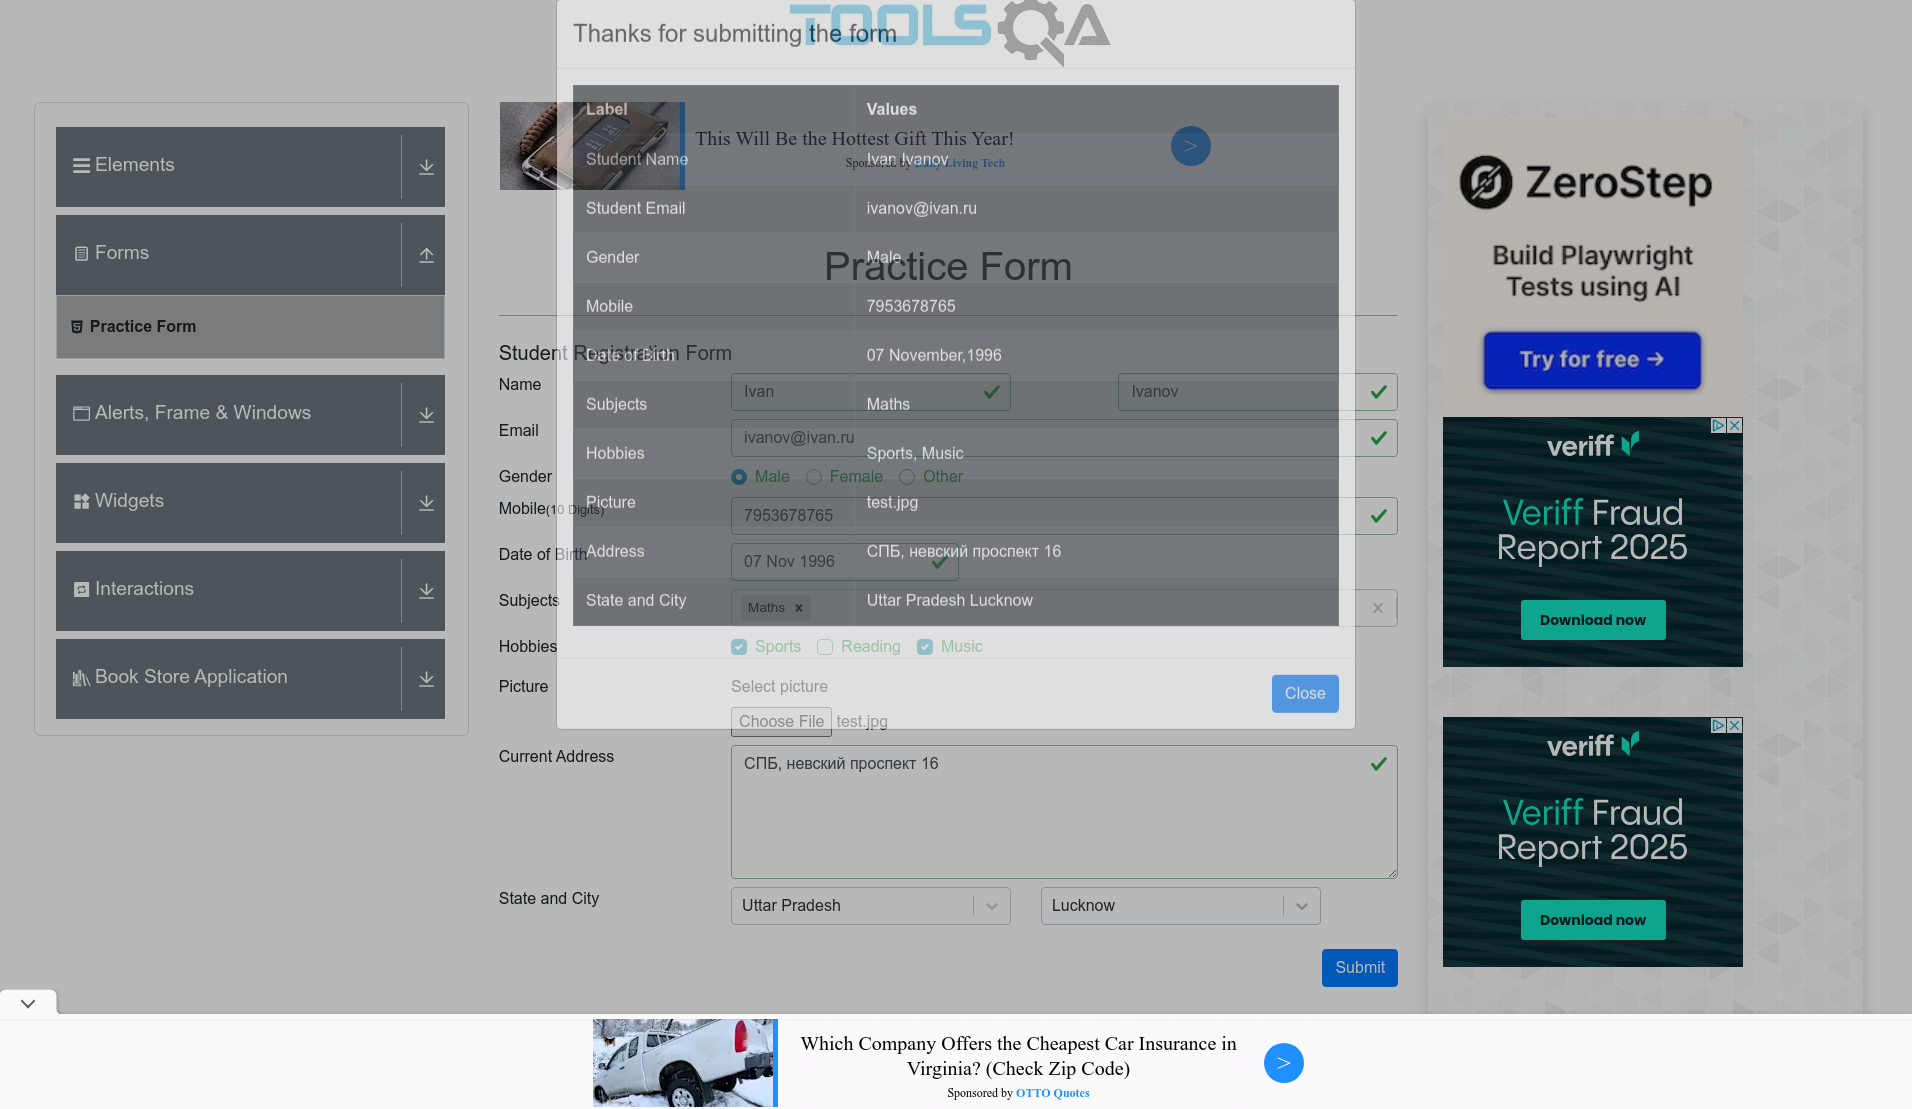 TOOLSQA
Thanks for submitting the form
Label Values
Student Name Ivan Ivanov
Student Email ivanov@ivan.ru
Gender Male
Mobile 7953678765
Date of Birth 07 November,1996
Subjects Maths
Hobbies Sports, Music
Picture test.jpg
Address СПБ, невский проспект 16
State and City Uttar Pradesh Lucknow
Close
Elements
Forms
Practice Form
Alerts, Frame & Windows
Widgets
Interactions
Book Store Application
This Will Be the Hottest Gift This Year!
Sponsored by Daily Living Tech
>
Practice Form
Student Registration Form
Name Ivan Ivanov
Email ivanov@ivan.ru
Gender Male Female Other
Mobile(10 Digits) 7953678765
Date of Birth 07 Nov 1996
Subjects Maths x
Hobbies Sports Reading Music
Picture Select picture
Choose File test.jpg
Current Address СПБ, невский проспект 16
State and City Uttar Pradesh Lucknow
Submit
ZeroStep
Build Playwright
Tests using AI
Try for free →
veriff
Veriff Fraud
Report 2025
Download now
veriff
Veriff Fraud
Report 2025
Download now
Which Company Offers the Cheapest Car Insurance in
Virginia? (Check Zip Code)
Sponsored by OTTO Quotes
>